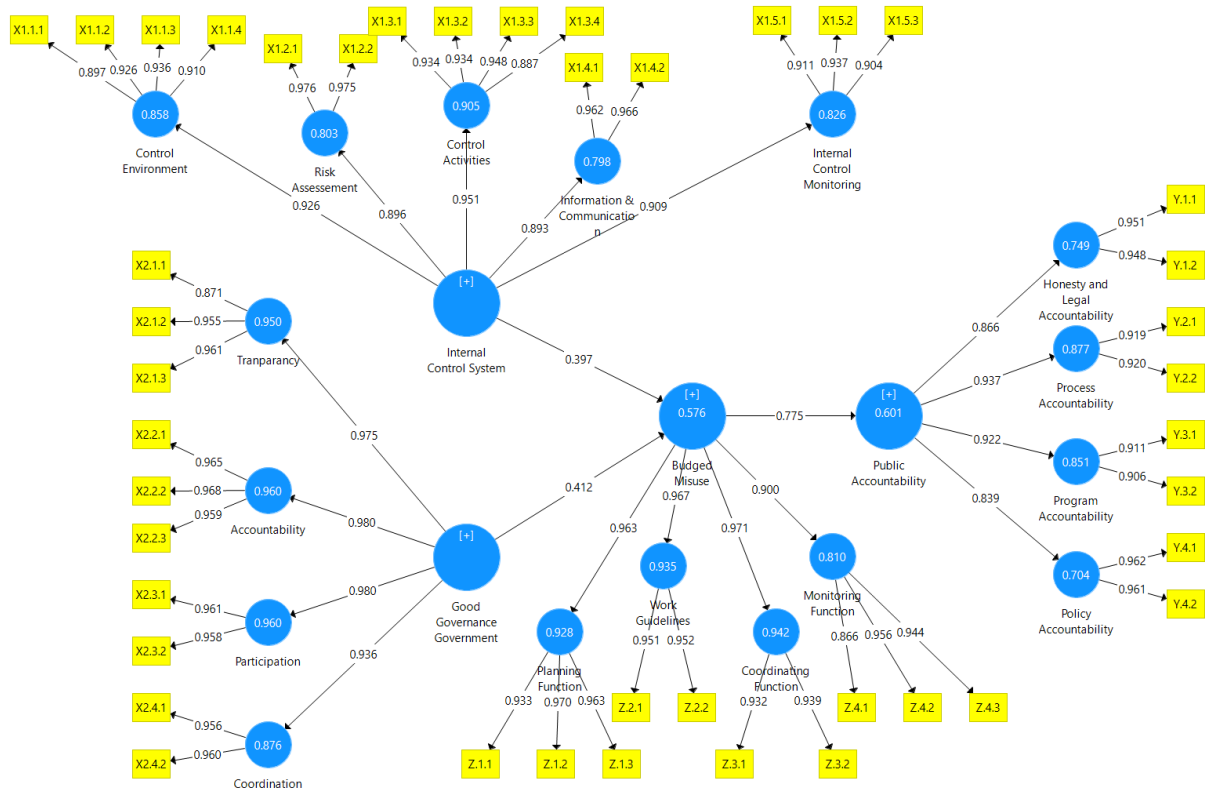 X1.1.1
X1.1.2
X1.1.3
X1.1.4
X1.2.1
X1.2.2
X1.3.1
X1.3.2
X1.3.3
X1.3.4
X1.4.1
X1.4.2
X1.5.1
X1.5.2
X1.5.3
0.897
0.926
0.936
0.910
0.976
0.975
0.934
0.934
0.948
0.887
0.962
0.966
0.911
0.937
0.904
0.858
Control
Environment
0.803
Risk
Assessement
0.905
Control
Activities
0.798
Information &
Communicatio
n
0.826
Internal
Control
Monitoring
0.926
0.896
0.951
0.893
0.909
[+]
Internal
Control System
X2.1.1
X2.1.2
X2.1.3
0.871
0.955
0.961
0.950
Tranparancy
X2.2.1
X2.2.2
X2.2.3
0.965
0.968
0.959
0.960
Accountability
X2.3.1
X2.3.2
0.961
0.958
0.960
Participation
X2.4.1
X2.4.2
0.956
0.960
0.876
Coordination
0.975
0.980
0.980
0.936
[+]
Good
Governance
Government
0.397
0.412
[+]
0.576
Budged
Misuse
0.775
[+]
0.601
Public
Accountability
0.963
0.967
0.971
0.900
0.928
Planning
Function
0.933
0.970
0.963
Z.1.1
Z.1.2
Z.1.3
0.935
Work
Guidelines
0.951
0.952
Z.2.1
Z.2.2
0.942
Coordinating
Function
0.932
0.939
Z.3.1
Z.3.2
0.810
Monitoring
Function
0.866
0.956
0.944
Z.4.1
Z.4.2
Z.4.3
0.866
0.937
0.922
0.839
0.749
Honesty and
Legal
Accountability
0.951
0.948
Y.1.1
Y.1.2
0.877
Process
Accountability
0.919
0.920
Y.2.1
Y.2.2
0.851
Program
Accountability
0.911
0.906
Y.3.1
Y.3.2
0.704
Policy
Accountability
0.962
0.961
Y.4.1
Y.4.2